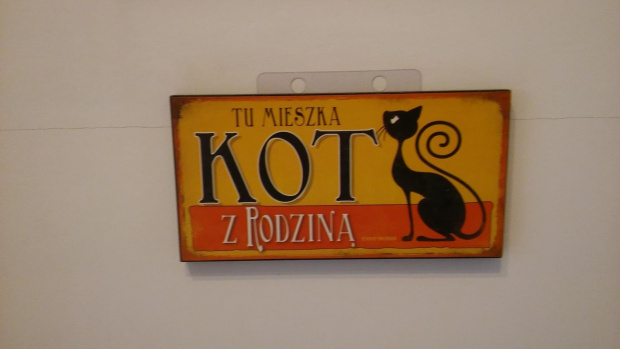 TU MIESZKA
KOT
Z RODZINĄ